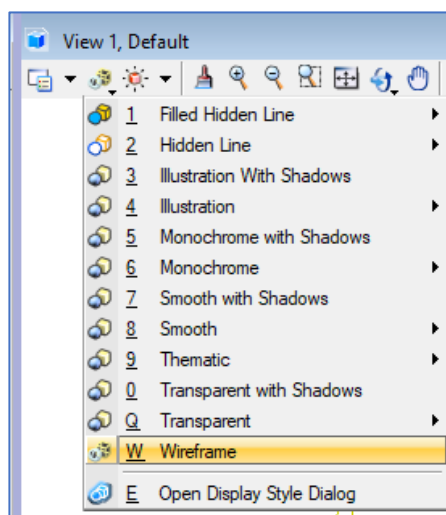 View 1, Default
1 Filled Hidden Line
2 Hidden Line
3 Illustration With Shadows
4 Illustration
5 Monochrome with Shadows
6 Monochrome
7 Smooth with Shadows
8 Smooth
9 Thematic
0 Transparent with Shadows
Q Transparent
W Wireframe
E Open Display Style Dialog